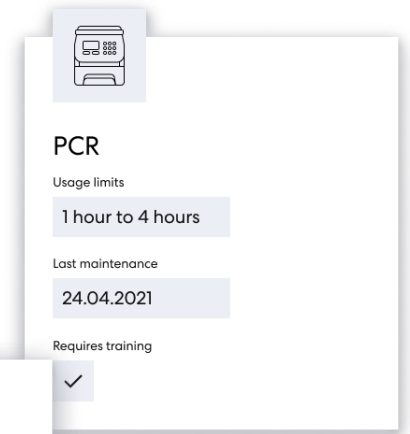 PCR
Usage limits
1 hour to 4 hours
Last maintenance
24.04.2021
Requires training